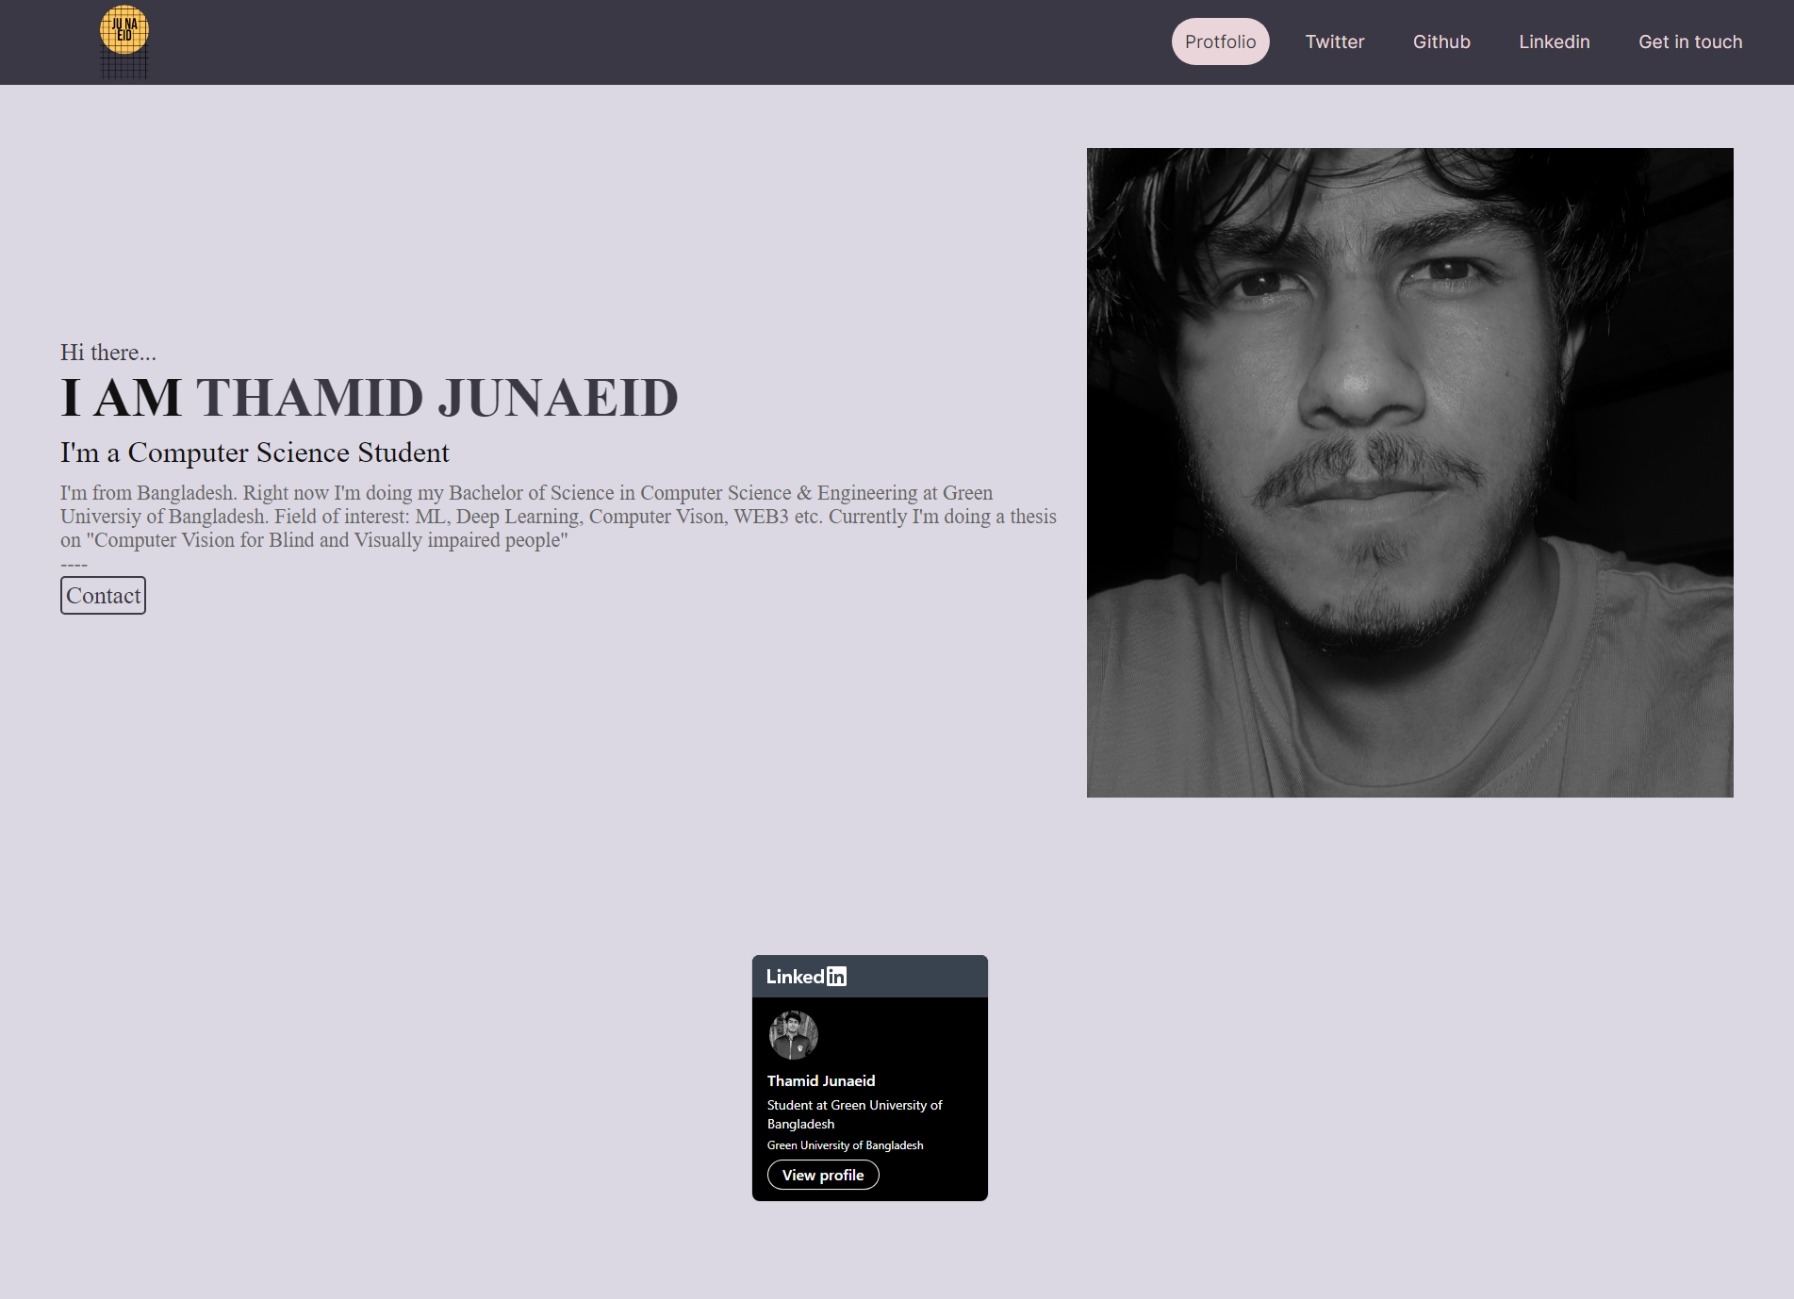 JU NA
EID
Protfolio Twitter Github Linkedin Get in touch
Hi there...
I AM THAMID JUNAEID
I'm a Computer Science Student
I'm from Bangladesh. Right now I'm doing my Bachelor of Science in Computer Science & Engineering at Green
Universiy of Bangladesh. Field of interest: ML, Deep Learning, Computer Vison, WEB3 etc. Currently I'm doing a thesis
on "Computer Vision for Blind and Visually impaired people"
----
Contact
Linkedin
Thamid Junaeid
Student at Green University of
Bangladesh
Green University of Bangladesh
View profile